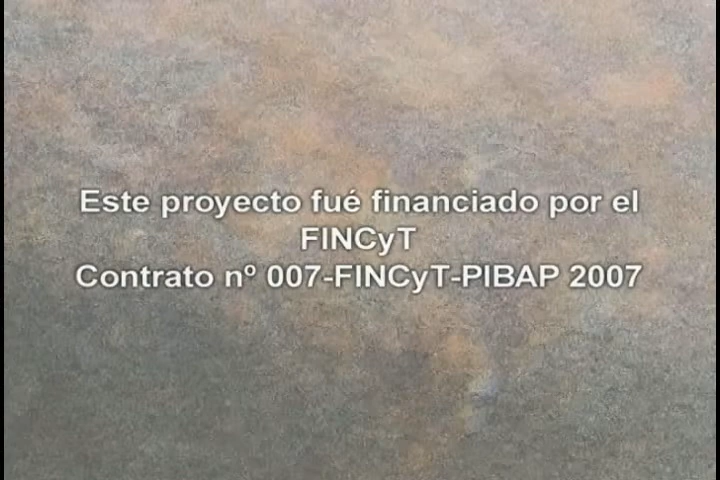 Este proyecto fué financiado por el
FINCyT
Contrato nº 007-FINCyT-PIBAP 2007